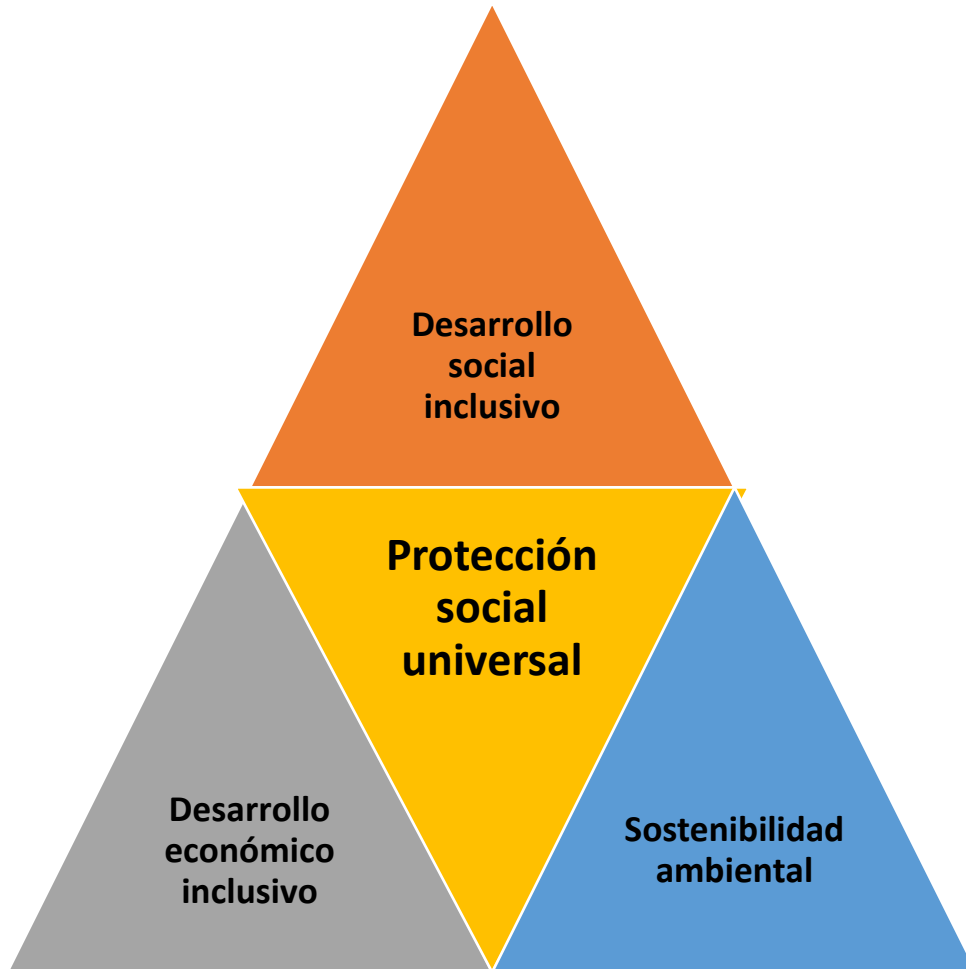 Desarrollo
social
inclusivo
Protección
social
universal
Desarrollo
económico
inclusivo
Sostenibilidad
ambiental